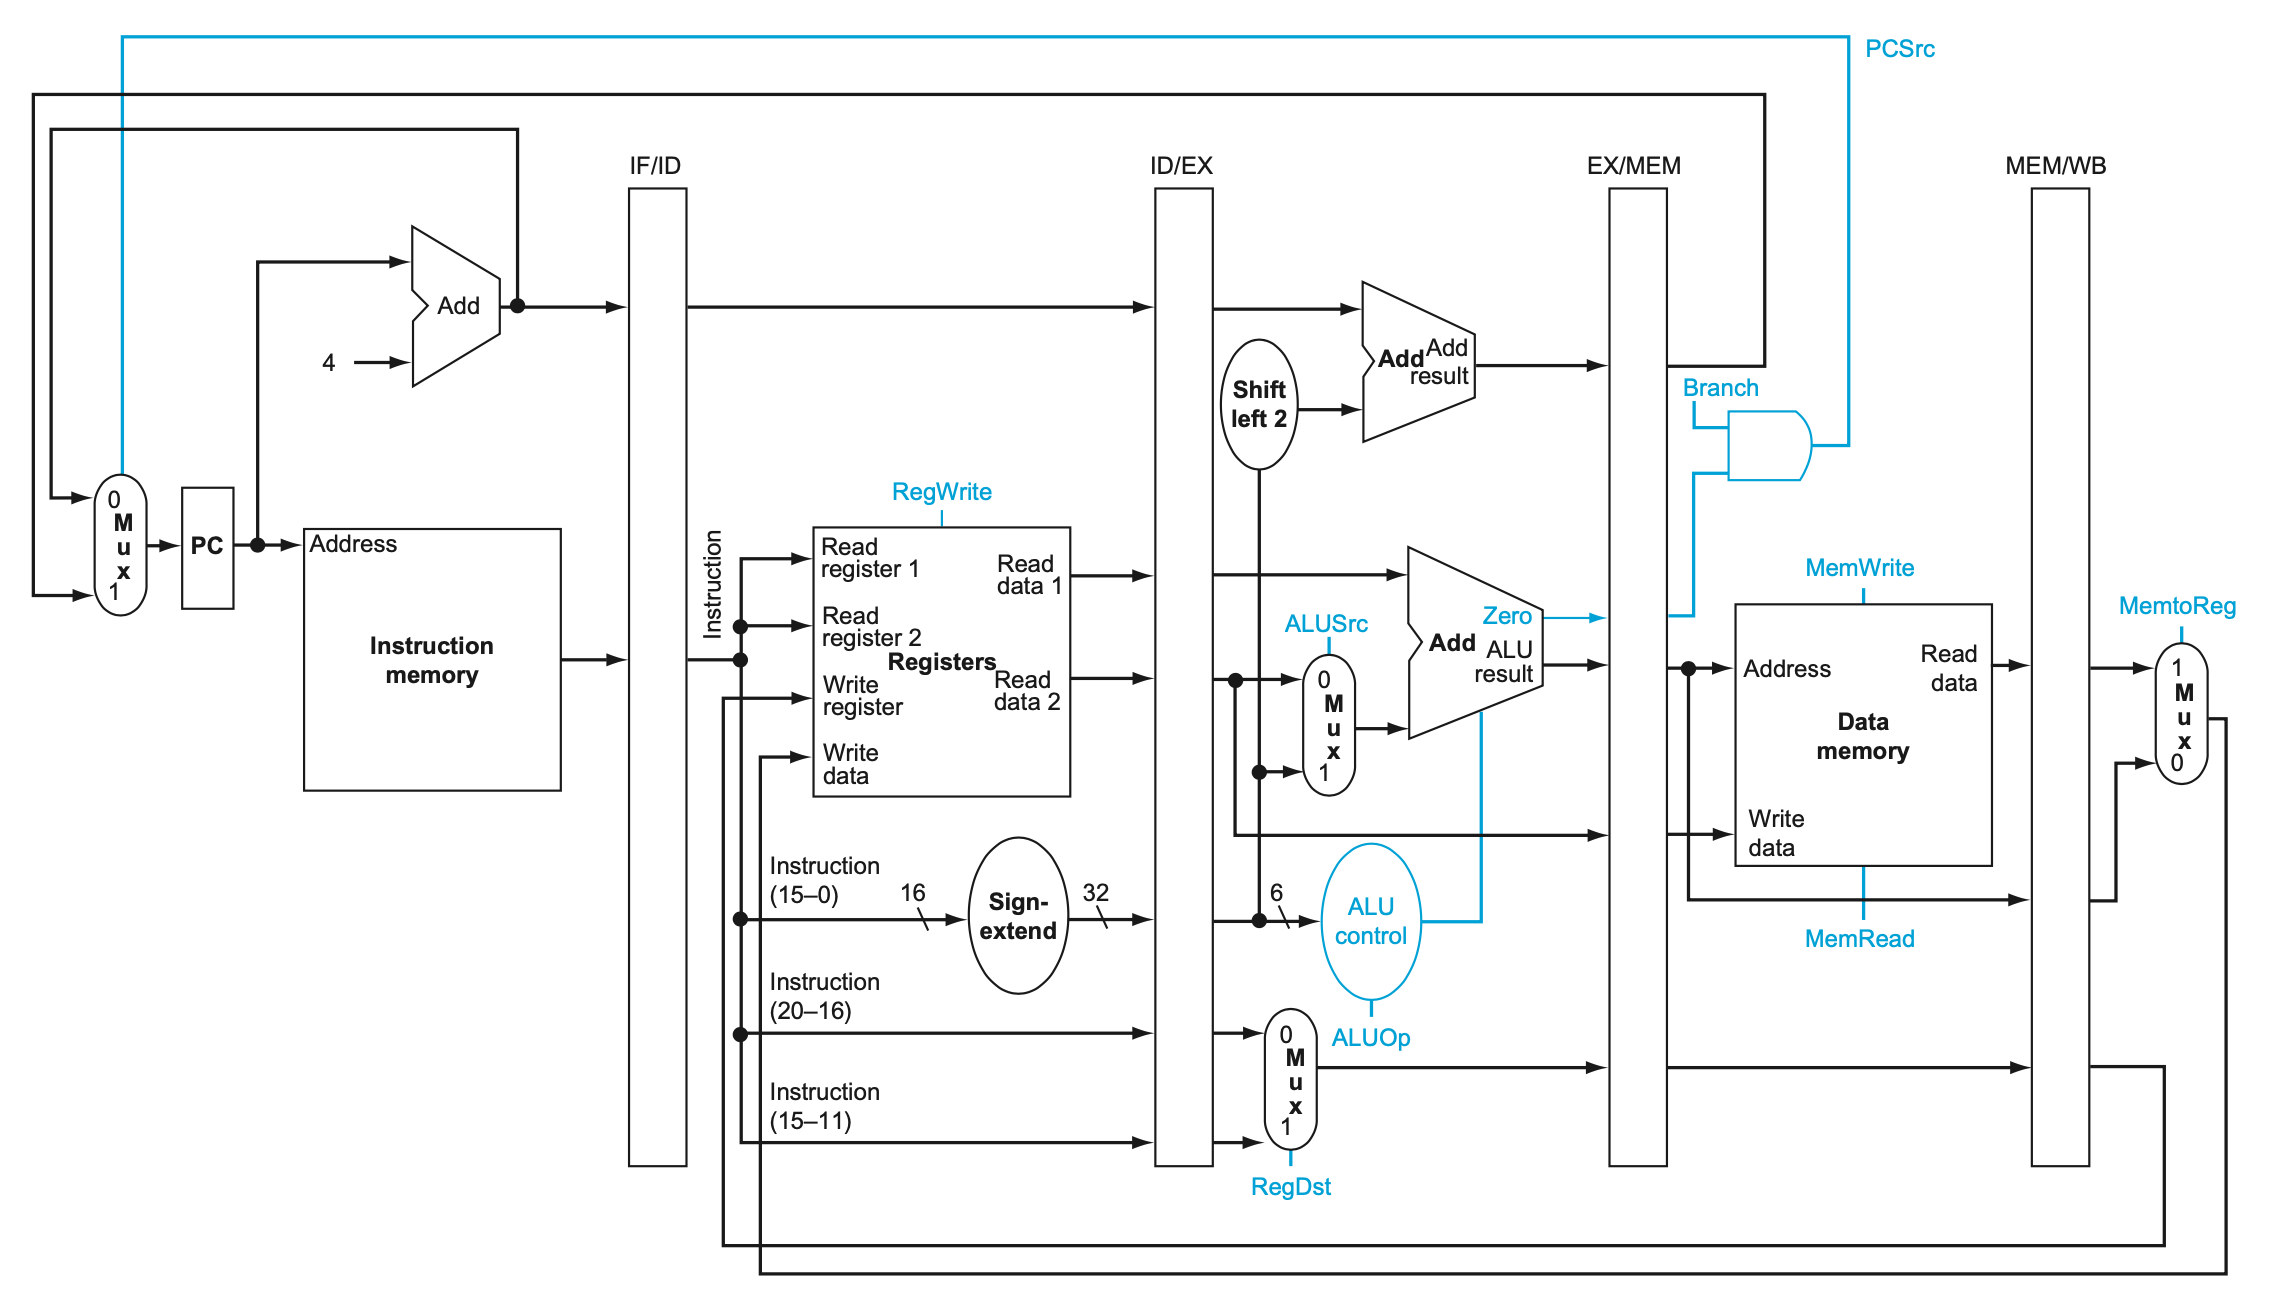 PCSrc
IF/ID
ID/EX
EX/MEM
MEM/WB
Add
4
0
M
u
x
1
PC
Address
Instruction
memory
Instruction
RegWrite
Read
register 1
Read
register 2
Write
register
Write
data
Registers
Read
data 1
Read
data 2
Instruction
(15–0)
16
Sign-
extend
32
Instruction
(20–16)
Instruction
(15–11)
Shift
left 2
Add
Add
result
ALUSrc
0
M
u
x
1
Add
Zero
ALU
result
6
ALU
control
ALUOp
0
M
u
x
1
RegDst
Branch
MemWrite
Address
Read
data
Data
memory
Write
data
MemRead
MemtoReg
1
M
u
x
0